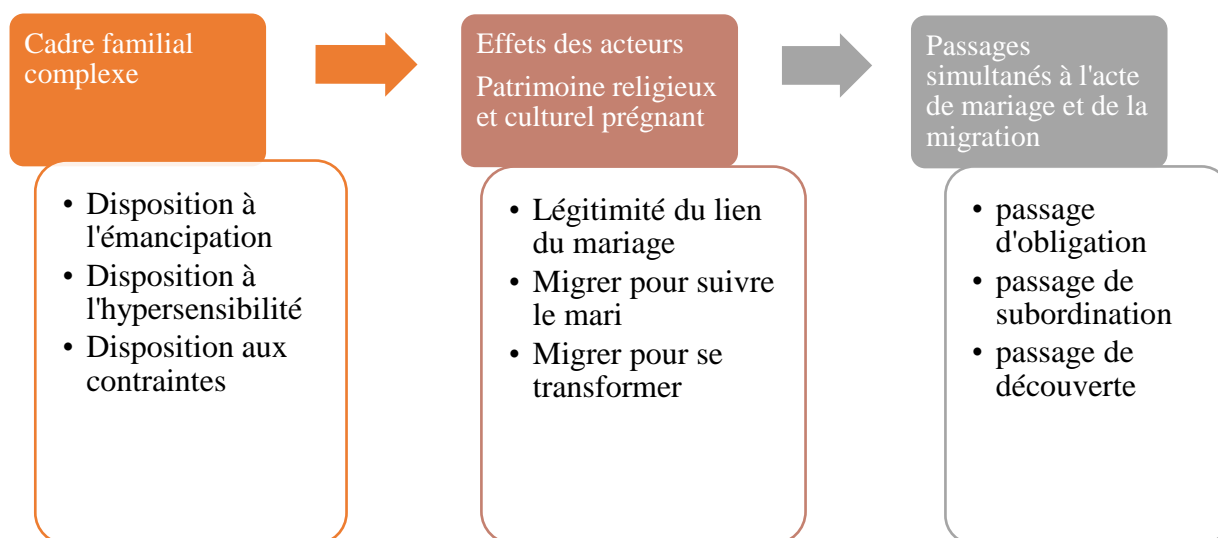 Cadre familial
complexe
• Disposition à
l'émancipation
• Disposition à
l'hypersensibilité
• Disposition aux
contraintes
Effets des acteurs
Patrimoine religieux
et culturel prégnant
• Légitimité du lien
du mariage
• Migrer pour suivre
le mari
• Migrer pour se
transformer
Passages
simultanés à l'acte
de mariage et de la
migration
• passage
d'obligation
• passage de
subordination
• passage de
découverte